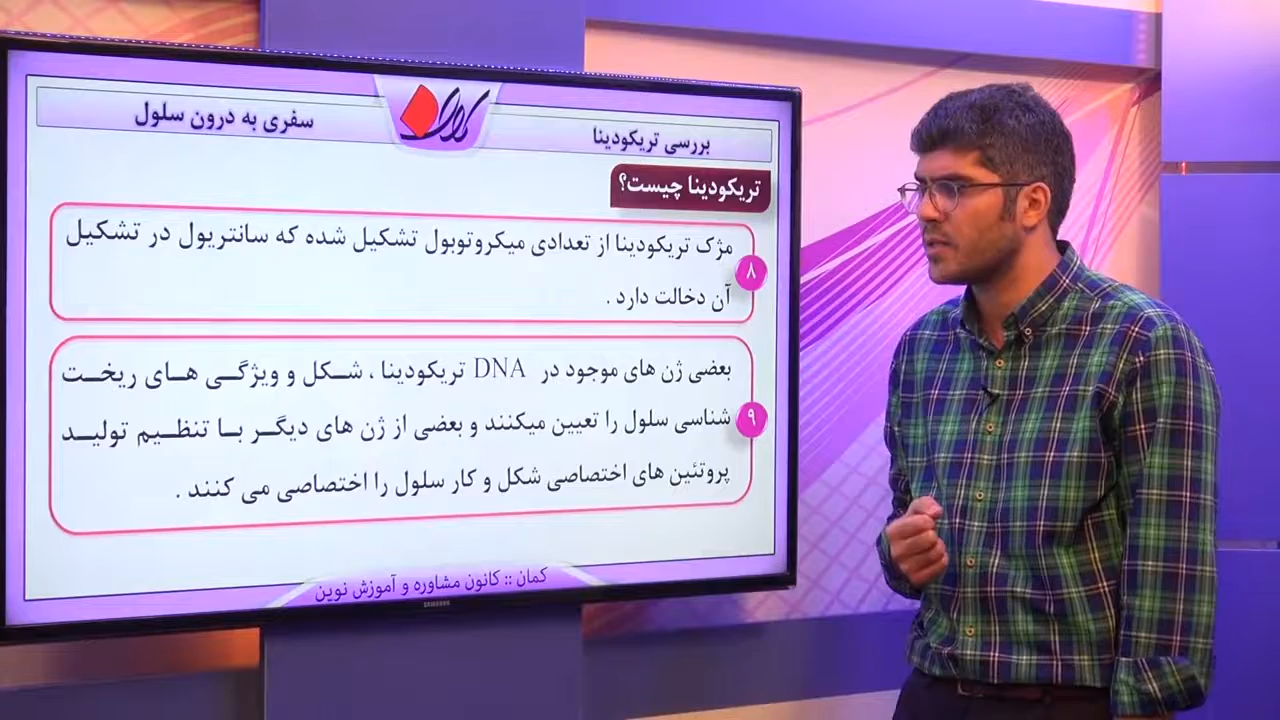 بررسی تریکودینا
سفری به درون سلول
تریکودینا چیست؟
۸
مژک تریکودینا از تعدادی میکروتوبول تشکیل شده که سانتریول در تشکیل
آن دخالت دارد .
۹
بعضی ژن های موجود در DNA تریکودینا ، شکل و ویژگی های ریخت
شناسی سلول را تعیین میکنند و بعضی از ژن های دیگر با تنظیم تولید
پروتئین های اختصاصی شکل و کار سلول را اختصاصی می کنند .
کمان :: کانون مشاوره و آموزش نوین
SAMSUNG